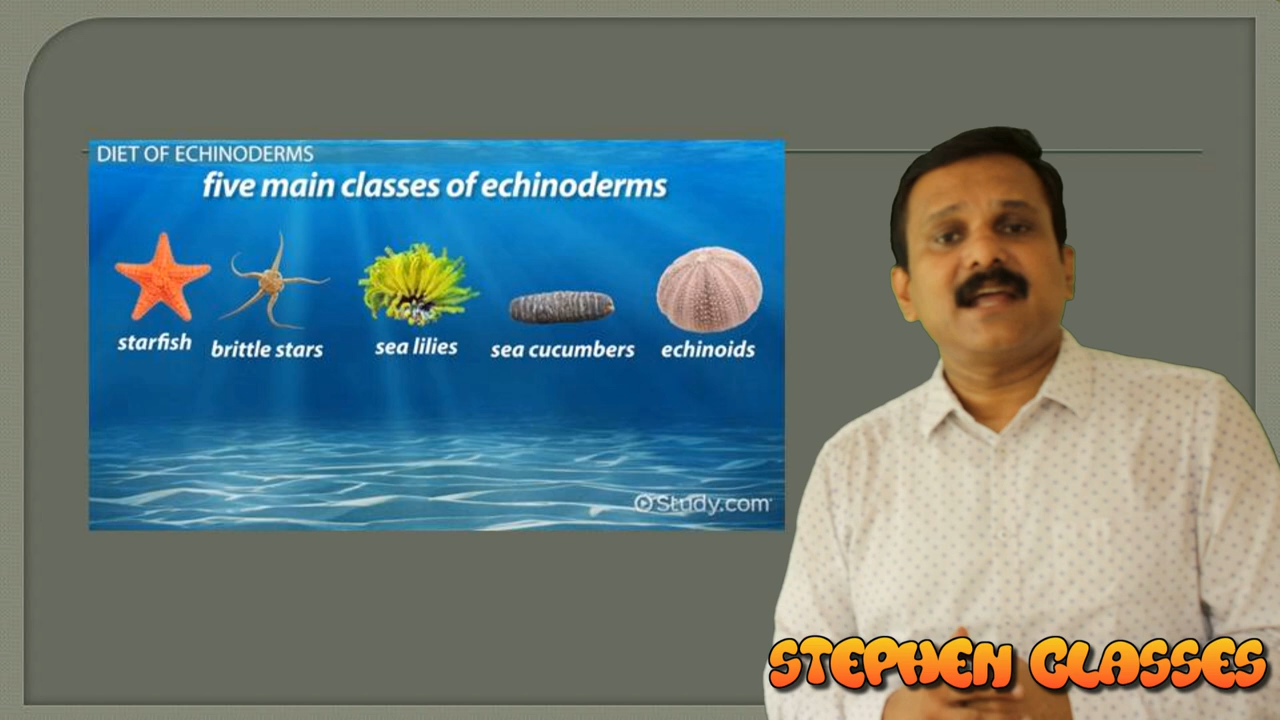 DIET OF ECHINODERMS
five main classes of echinoderms
starfish
brittle stars
sea lilies
sea cucumbers
echinoids
Study.com
STEPHEN CLASSES